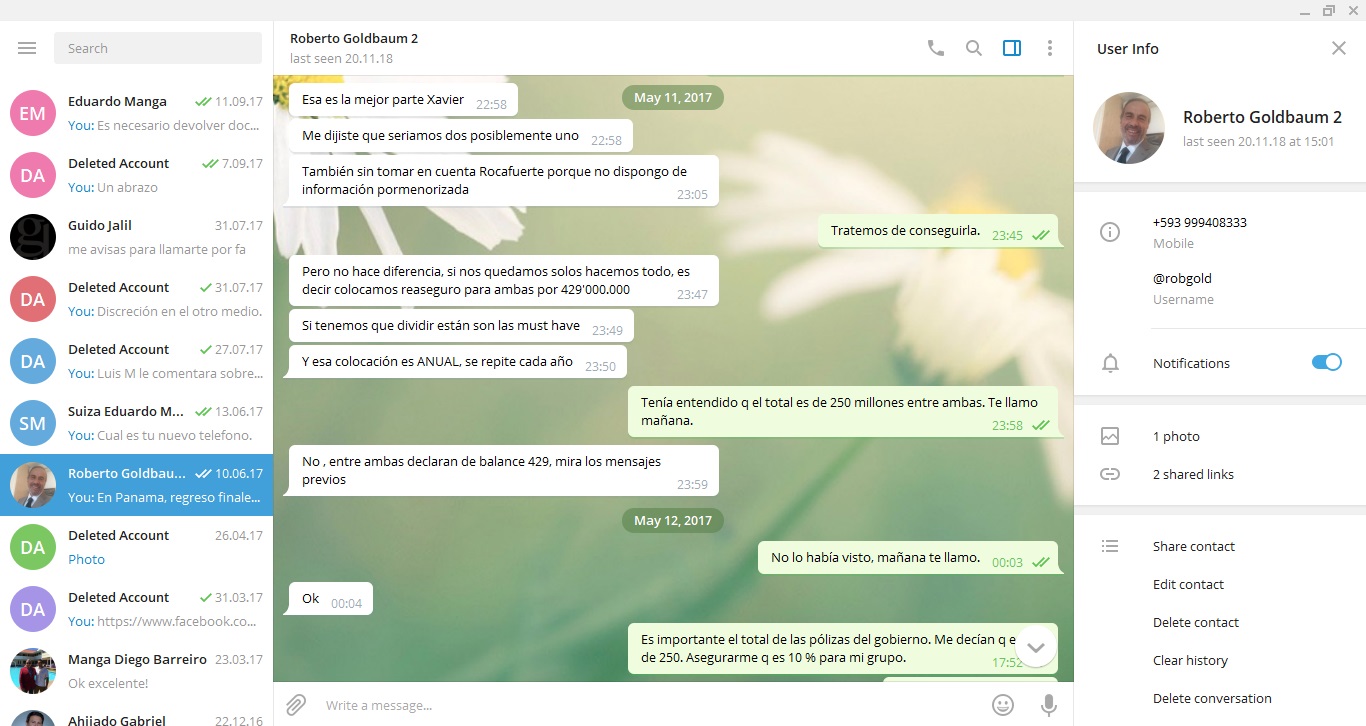 Search
EM
Eduardo Manga
11.09.17
You: Es necesario devolver doc...
DA
Deleted Account
7.09.17
You: Un abrazo
Guido Jalil
31.07.17
me avisas para llamarte por fa
DA
Deleted Account
31.07.17
You: Discreción en el otro medio.
DA
Deleted Account
27.07.17
You: Luis M le comentara sobre...
SM
Suiza Eduardo M...
13.06.17
You: Cual es tu nuevo telefono.
Roberto Goldbau...
10.06.17
You: En Panama, regreso finale...
DA
Deleted Account
26.04.17
Photo
DA
Deleted Account
31.03.17
You: https://www.facebook.co...
Manga Diego Barreiro
23.03.17
Ok excelente!
Ahijado Gabriel
22.12.16
Roberto Goldbaum 2
last seen 20.11.18
May 11, 2017
Esa es la mejor parte Xavier
22:58
Me dijiste que seriamos dos posiblemente uno
22:58
También sin tomar en cuenta Rocafuerte porque no dispongo de
información pormenorizada
23:05
Tratemos de conseguirla.
23:45
Pero no hace diferencia, si nos quedamos solos hacemos todo, es
decir colocamos reaseguro para ambas por 429'000.000
23:47
Si tenemos que dividir están son las must have
23:49
Y esa colocación es ANUAL, se repite cada año
23:50
Tenía entendido q el total es de 250 millones entre ambas. Te llamo
mañana.
23:58
No , entre ambas declaran de balance 429, mira los mensajes
previos
23:59
May 12, 2017
No lo había visto, mañana te llamo.
00:03
Ok
00:04
Es importante el total de las pólizas del gobierno. Me decían q e
de 250. Asegurarme q es 10 % para mi grupo.
17:52
Write a message...
User Info
Roberto Goldbaum 2
last seen 20.11.18 at 15:01
+593 999408333
Mobile
@robgold
Username
Notifications
1 photo
2 shared links
Share contact
Edit contact
Delete contact
Clear history
Delete conversation